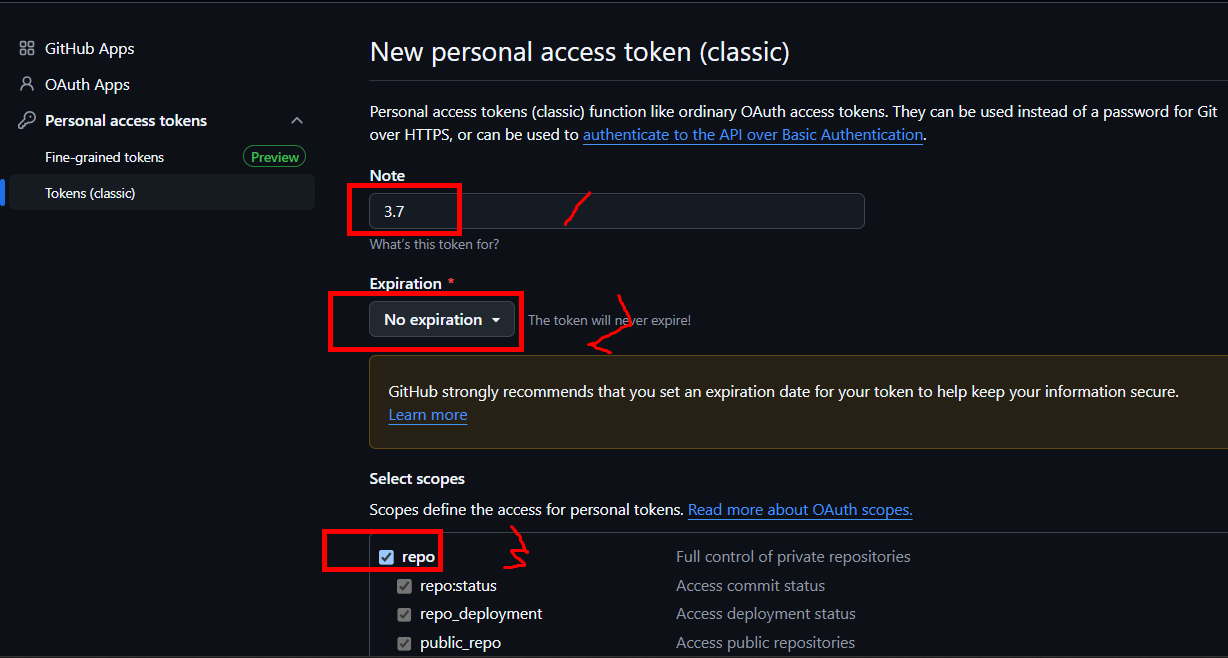 GitHub Apps
OAuth Apps
Personal access tokens
Fine-grained tokens Preview
Tokens (classic)
New personal access token (classic)
Personal access tokens (classic) function like ordinary OAuth access tokens. They can be used instead of a password for Git
over HTTPS, or can be used to authenticate to the API over Basic Authentication.
Note
3.7
1
What's this token for?
Expiration *
No expiration The token will never expire!
2
GitHub strongly recommends that you set an expiration date for your token to help keep your information secure.
Learn more
Select scopes
Scopes define the access for personal tokens. Read more about OAuth scopes.
repo Full control of private repositories
3
repo:status Access commit status
repo_deployment Access deployment status
public_repo Access public repositories